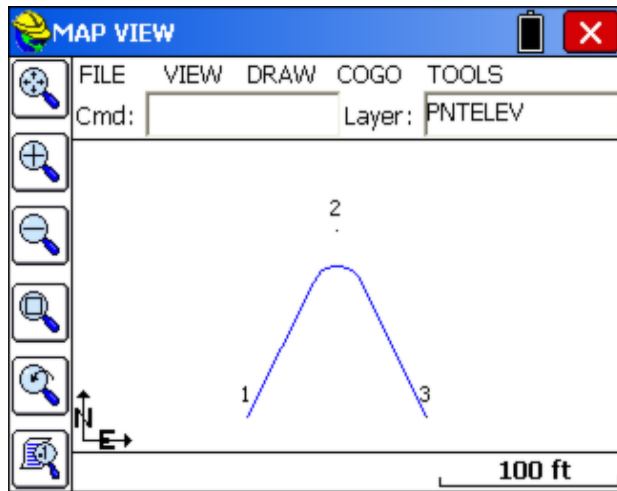 MAP VIEW
FILE VIEW DRAW COGO TOOLS
Cmd: Layer: PNTELEV
2
1 3
N
E
100 ft